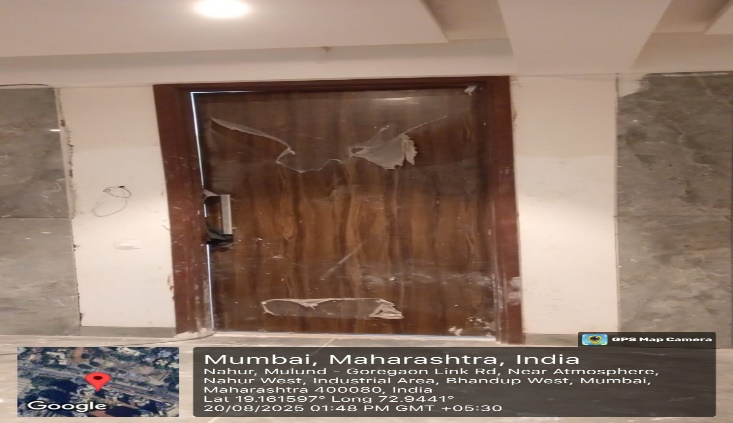 GPS Map Camera
Mumbai, Maharashtra, India
Nahur, Mulund - Goregaon Link Rd, Near Atmosphere,
Nahur West, Industrial Area, Bhandup West, Mumbai,
Maharashtra 400080, India
Lat 19.161597° Long 72.9441°
20/08/2025 01:48 PM GMT +05:30
Google